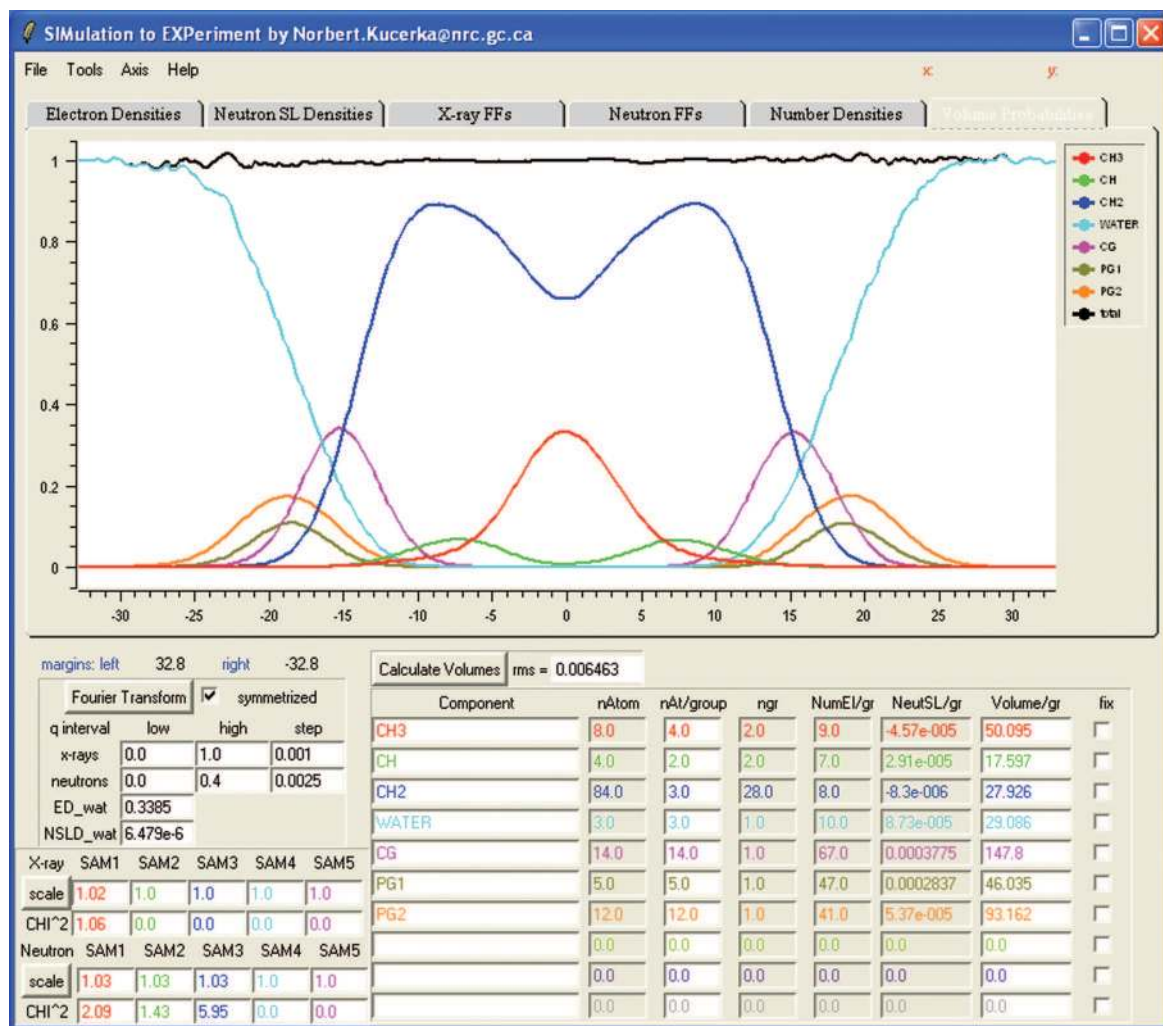 SIMulation to EXPeriment by Norbert.Kucerka@nrc.gc.ca
File Tools Axis Help x: y:
Electron Densities Neutron SL Densities X-ray FFs Neutron FFs Number Densities Volume Probabilities
CH3
CH
CH2
WATER
CG
PG1
PG2
total
1
0.8
0.6
0.4
0.2
0
-30 -25 -20 -15 -10 -5 0 5 10 15 20 25 30
margins: left 32.8 right -32.8
Fourier Transform symmetrized
q interval low high step
x-rays 0.0 1.0 0.001
neutrons 0.0 0.4 0.0025
ED_wat 0.3385
NSLD_wat 6.479e-6
X-ray SAM1 SAM2 SAM3 SAM4 SAM5
scale 1.02 1.0 1.0 1.0 1.0
CHI^2 1.06 0.0 0.0 0.0 0.0
Neutron SAM1 SAM2 SAM3 SAM4 SAM5
scale 1.03 1.03 1.03 1.0 1.0
CHI^2 2.09 1.43 5.95 0.0 0.0
Calculate Volumes rms = 0.006463
Component nAtom nAt/group ngr NumEl/gr NeutSL/gr Volume/gr fix
CH3 8.0 4.0 2.0 9.0 -4.57e-005 50.095
CH 4.0 2.0 2.0 7.0 2.91e-005 17.597
CH2 84.0 3.0 28.0 8.0 -8.3e-006 27.926
WATER 3.0 3.0 1.0 10.0 8.73e-005 29.086
CG 14.0 14.0 1.0 67.0 0.0003775 147.8
PG1 5.0 5.0 1.0 47.0 0.0002837 46.035
PG2 12.0 12.0 1.0 41.0 5.37e-005 93.162
0.0 0.0 0.0 0.0 0.0 0.0
0.0 0.0 0.0 0.0 0.0 0.0
0.0 0.0 0.0 0.0 0.0 0.0